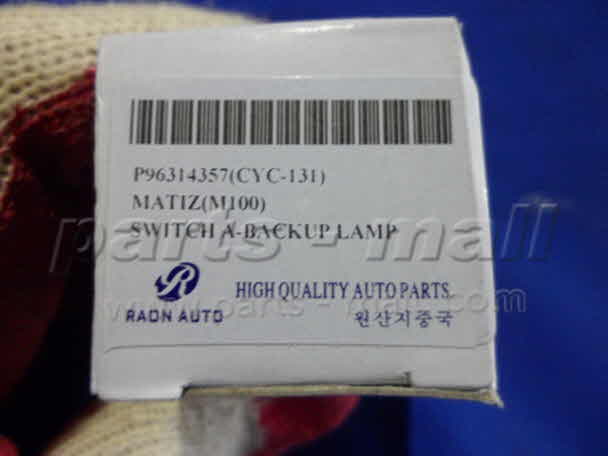 P96314357(CYC-131)
MATIZ(M100)
SWITCH A-BACKUP LAMP
parts - mall
HIGH QUALITY AUTO PARTS.
www.parts-mall.com
RAON AUTO
원산지중국